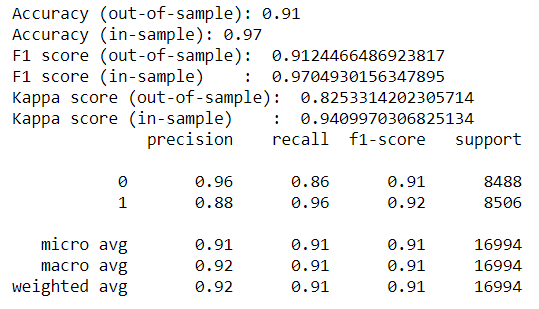 Accuracy (out-of-sample): 0.91
Accuracy (in-sample): 0.97
F1 score (out-of-sample):  0.9124466486923817
F1 score (in-sample)    :  0.9704930156347895
Kappa score (out-of-sample):  0.8253314202305714
Kappa score (in-sample)    :  0.9409970306825134
precision    recall  f1-score   support
0       0.96      0.86      0.91      8488
1       0.88      0.96      0.92      8506
micro avg       0.91      0.91      0.91     16994
macro avg       0.92      0.91      0.91     16994
weighted avg       0.92      0.91      0.91     16994